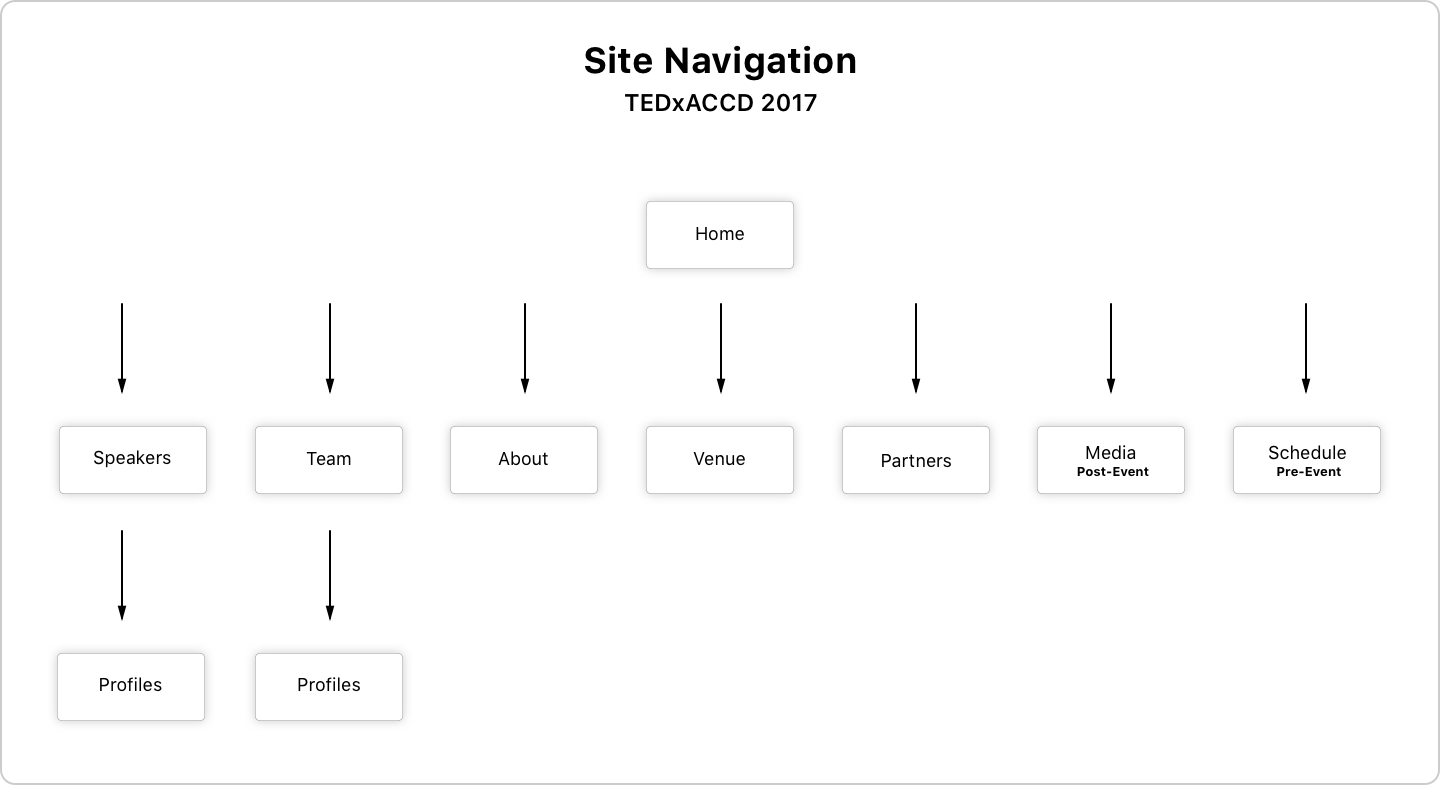 Site Navigation
TEDxACCD 2017
Home
Speakers
Team
About
Venue
Partners
Media
Post-Event
Schedule
Pre-Event
Profiles
Profiles